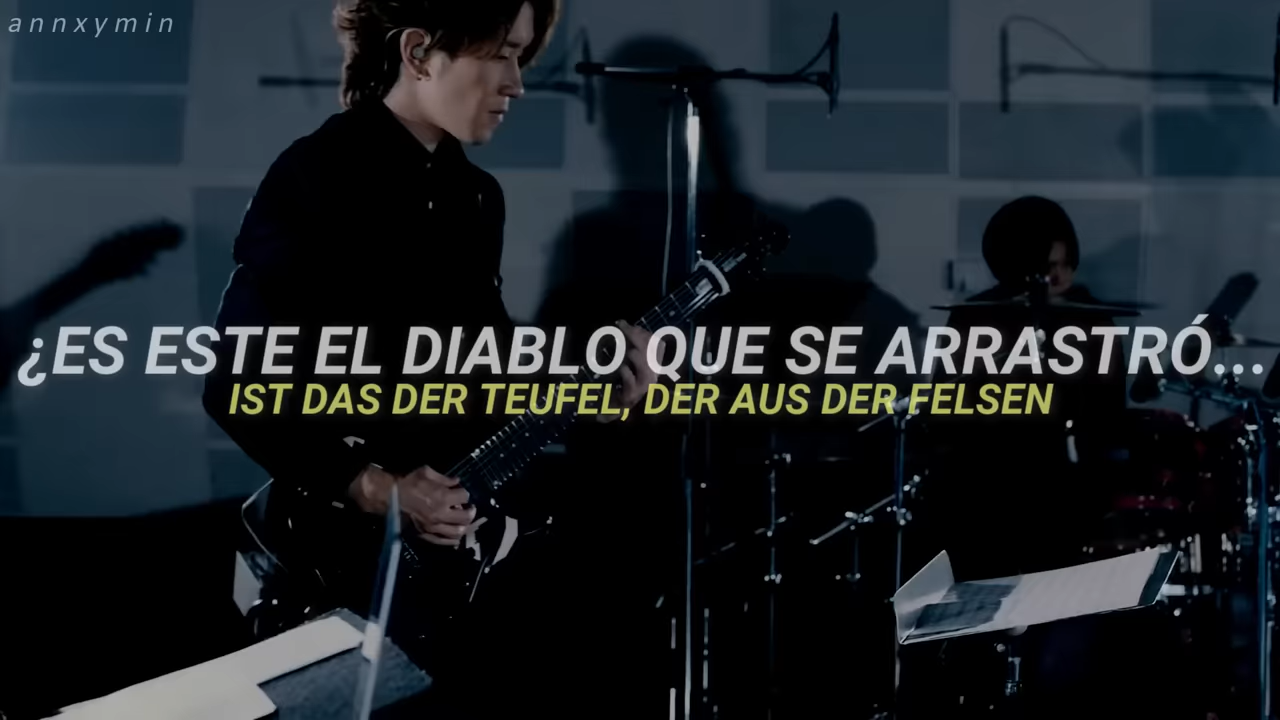 annxymin
¿ES ESTE EL DIABLO QUE SE ARRASTRÓ...
IST DAS DER TEUFEL, DER AUS DER FELSEN